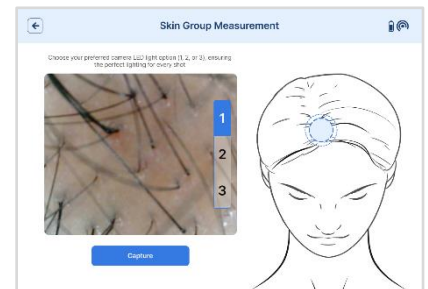 Skin Group Measurement
Choose your preferred camera LED light option (1, 2, or 3), ensuring
the perfect lighting for every shot
1
2
3
Capture